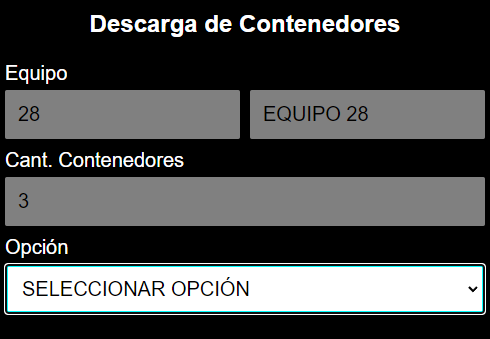 Descarga de Contenedores
Equipo
28 EQUIPO 28
Cant. Contenedores
3
Opción
SELECCIONAR OPCIÓN